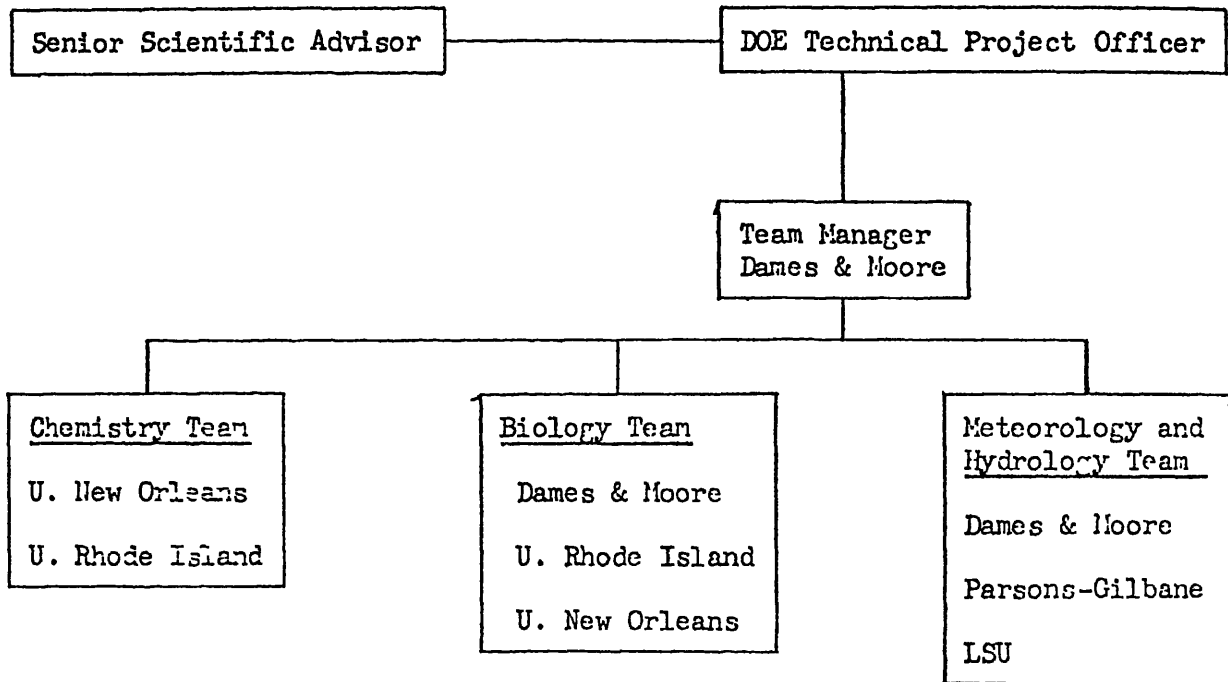 Senior Scientific Advisor
DOE Technical Project Officer
Team Manager
Dames & Moore
Chemistry Team
U. New Orleans
U. Rhode Island
Biology Team
Dames & Moore
U. Rhode Island
U. New Orleans
Meteorology and
Hydrology Team
Dames & Moore
Parsons-Gilbane
LSU